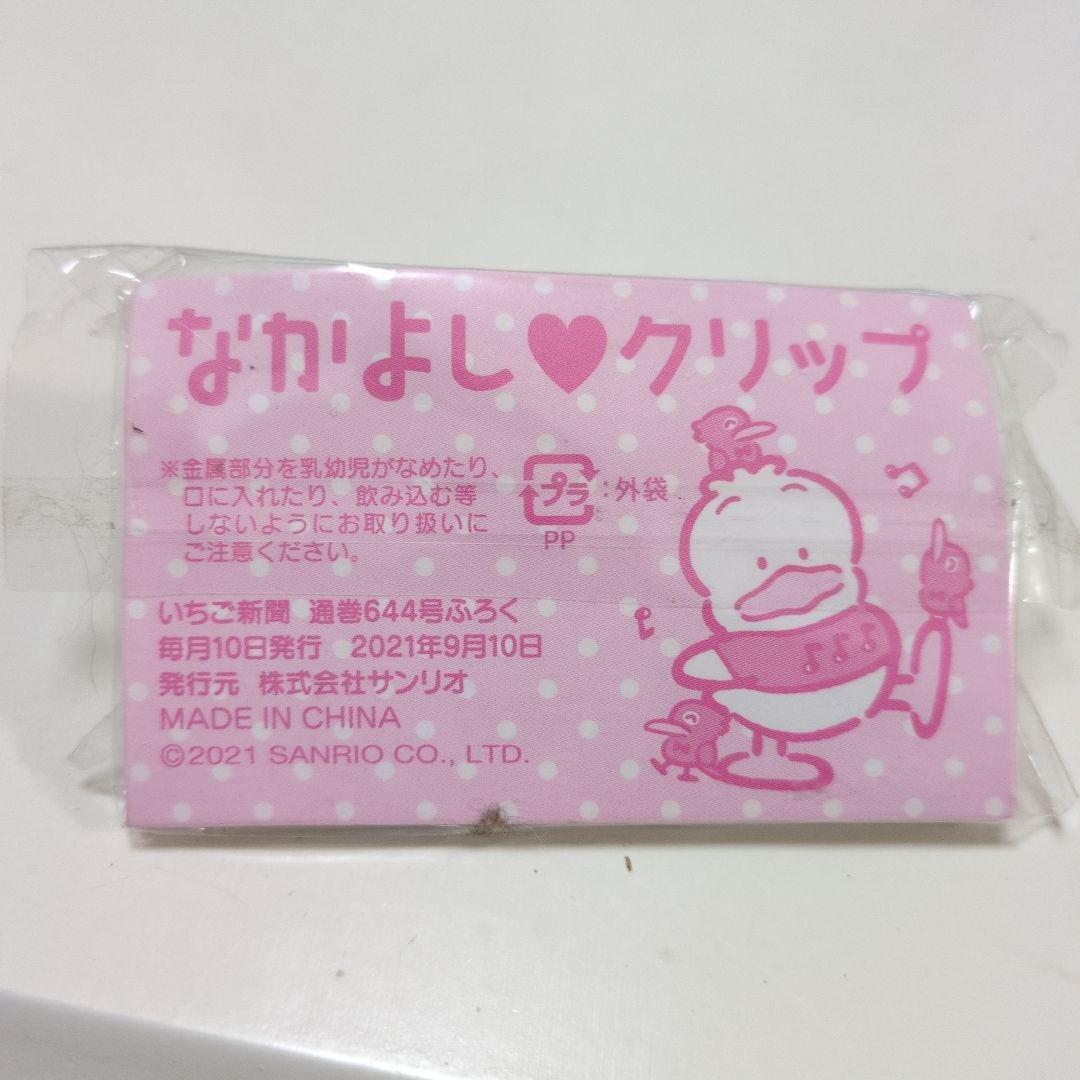 なかよし♥クリップ
※金属部分を乳幼児がなめたり、
口に入れたり、飲み込む等
しないようにお取り扱いに
ご注意ください。
プラ:外袋
PP
いちご新聞 通巻644号ふろく
毎月10日発行 2021年9月10日
発行元 株式会社サンリオ
MADE IN CHINA
©2021 SANRIO CO., LTD.